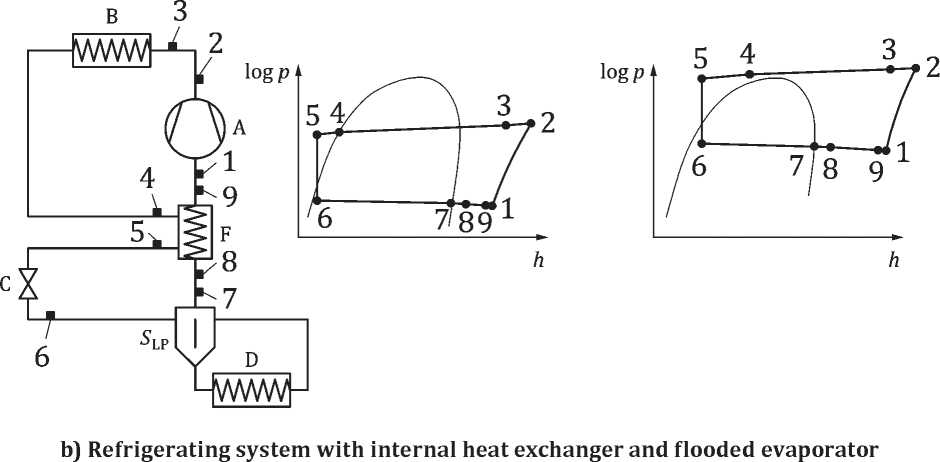 B
3
2
A
1
9
4
F
5
8
C
7
6
S_LP
D
log p
5 4 3 2
6 7 8 9 1
h
log p
5 4 3 2
6 7 8 9 1
h
b) Refrigerating system with internal heat exchanger and flooded evaporator